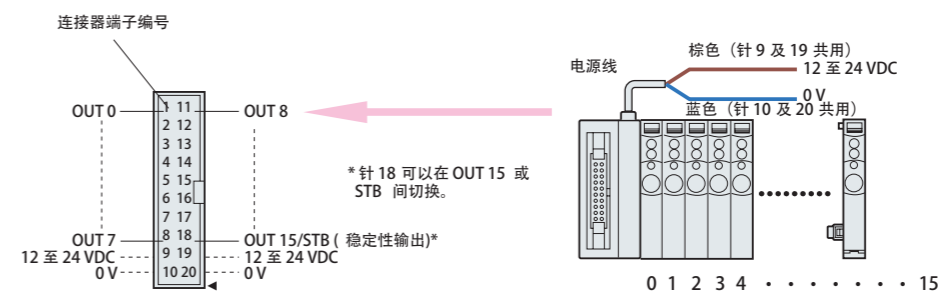 连接器端子编号
OUT 0 1 11 OUT 8
2 12
3 13
4 14
5 15
6 16
7 17
OUT 7 8 18 OUT 15/STB ( 稳定性输出)*
12 至 24 VDC 9 19 12 至 24 VDC
0 V 10 20 0 V
* 针 18 可以在 OUT 15 或
STB 间切换。
电源线
棕色（针 9 及 19 共用）
12 至 24 VDC
0 V
蓝色（针 10 及 20 共用）
0 1 2 3 4 · · · · · · · 15